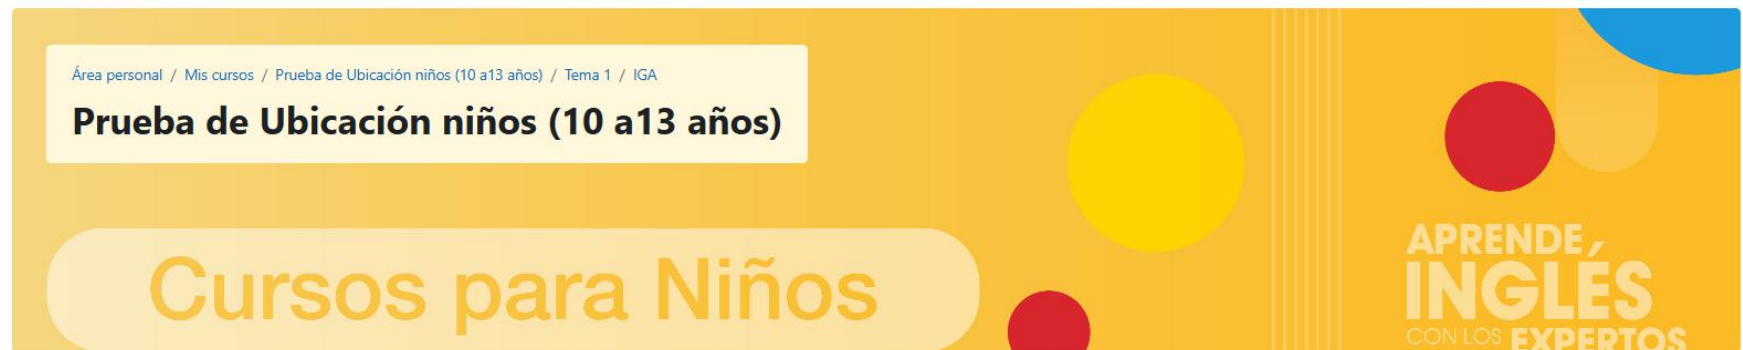 Área personal / Mis cursos / Prueba de Ubicación niños (10 a13 años) / Tema 1 / IGA
Prueba de Ubicación niños (10 a13 años)
Cursos para Niños
APRENDE
INGLÉS
CON LOS EXPERTOS